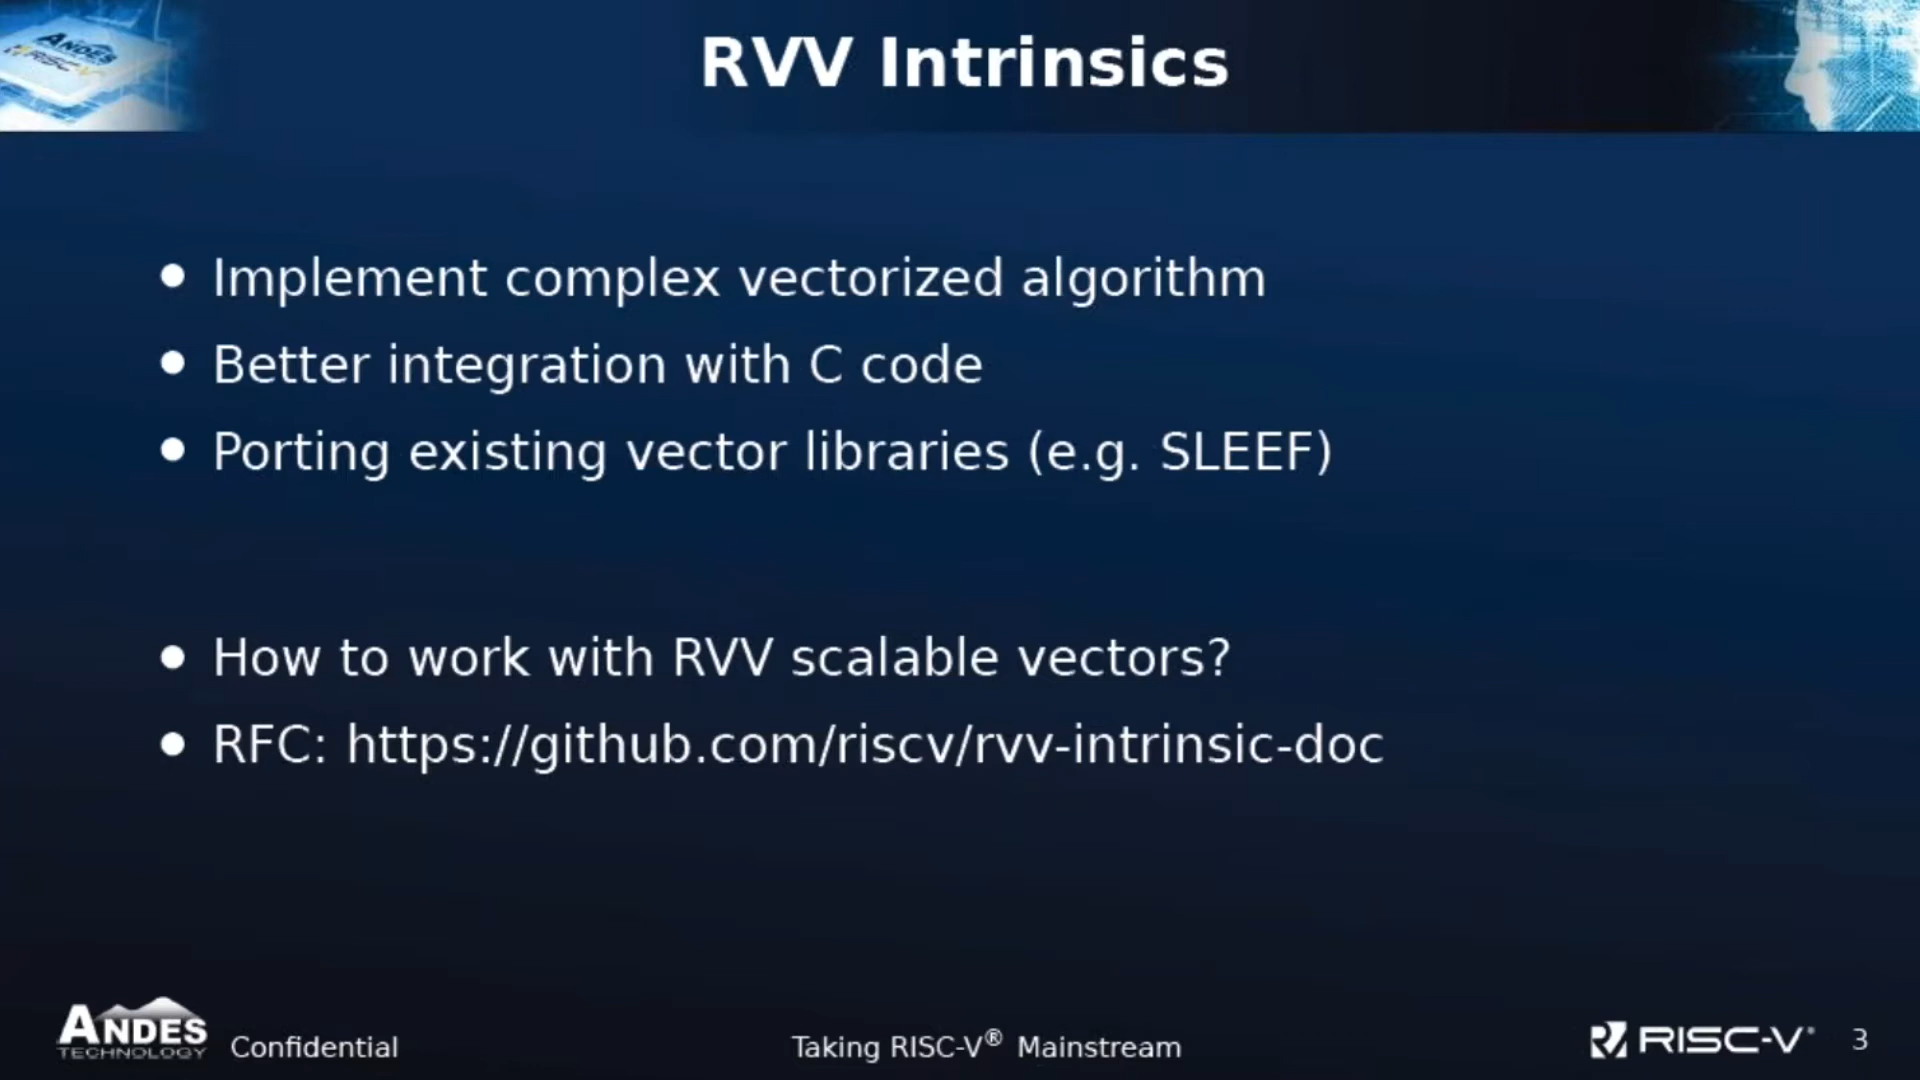 ANDES
RISC-V
RVV Intrinsics
Implement complex vectorized algorithm
Better integration with C code
Porting existing vector libraries (e.g. SLEEF)
How to work with RVV scalable vectors?
RFC: https://github.com/riscv/rvv-intrinsic-doc
ANDES
TECHNOLOGY
Confidential
Taking RISC-V® Mainstream
RISC-V®
3